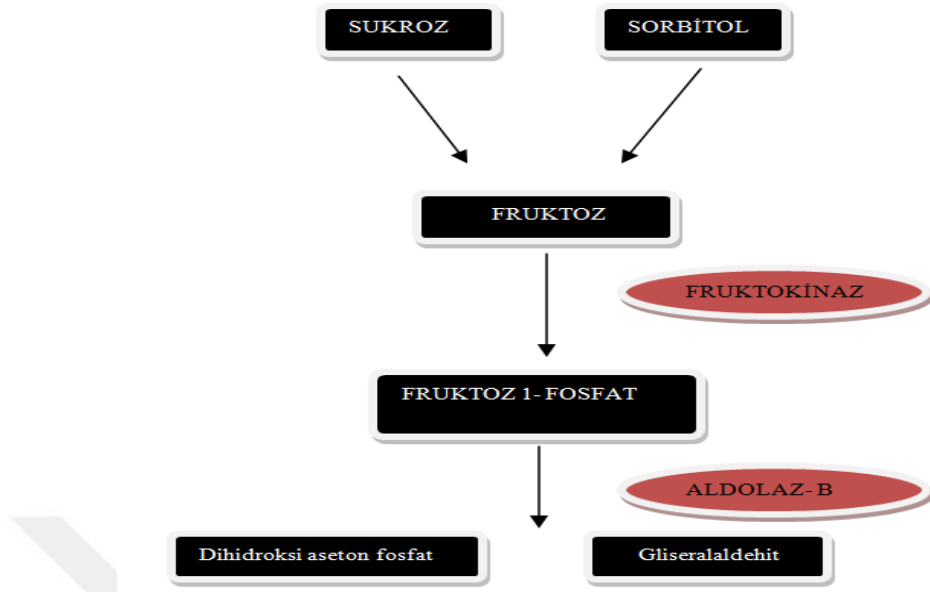 SUKROZ
SORBİTOL
FRUKTOZ
FRUKTOKİNAZ
FRUKTOZ 1- FOSFAT
ALDOLAZ- B
Dihidroksi aseton fosfat
Gliseralaldehit